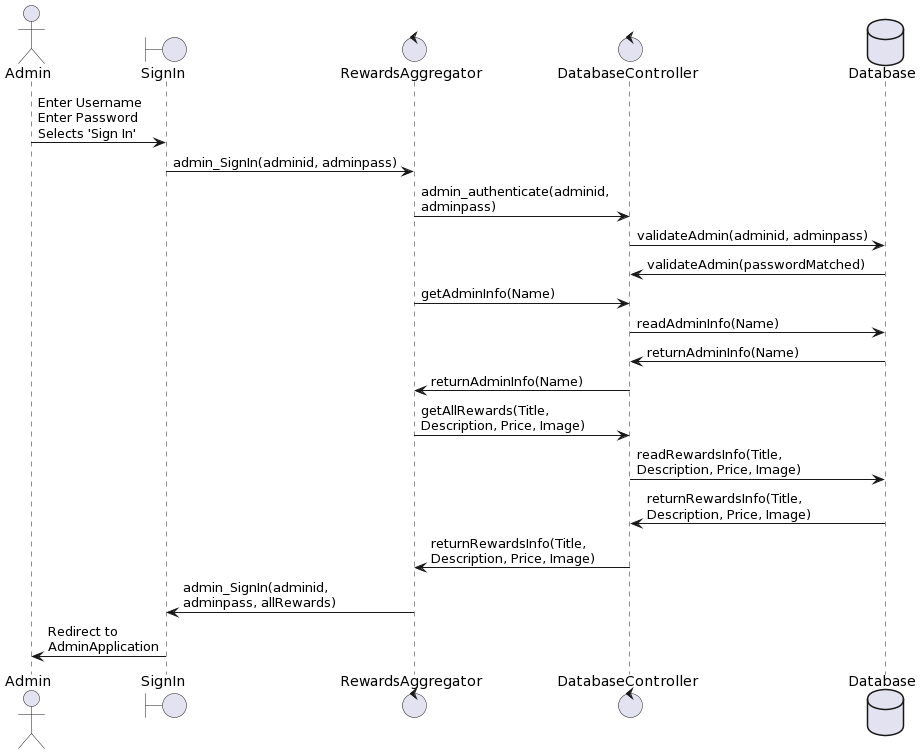 Admin
SignIn
RewardsAggregator
DatabaseController
Database
Enter Username
Enter Password
Selects 'Sign In'
admin_SignIn(adminid, adminpass)
admin_authenticate(adminid,
adminpass)
validateAdmin(adminid, adminpass)
validateAdmin(passwordMatched)
getAdminInfo(Name)
readAdminInfo(Name)
returnAdminInfo(Name)
returnAdminInfo(Name)
getAllRewards(Title,
Description, Price, Image)
readRewardsInfo(Title,
Description, Price, Image)
returnRewardsInfo(Title,
Description, Price, Image)
returnRewardsInfo(Title,
Description, Price, Image)
admin_SignIn(adminid,
adminpass, allRewards)
Redirect to
AdminApplication
Admin
SignIn
RewardsAggregator
DatabaseController
Database